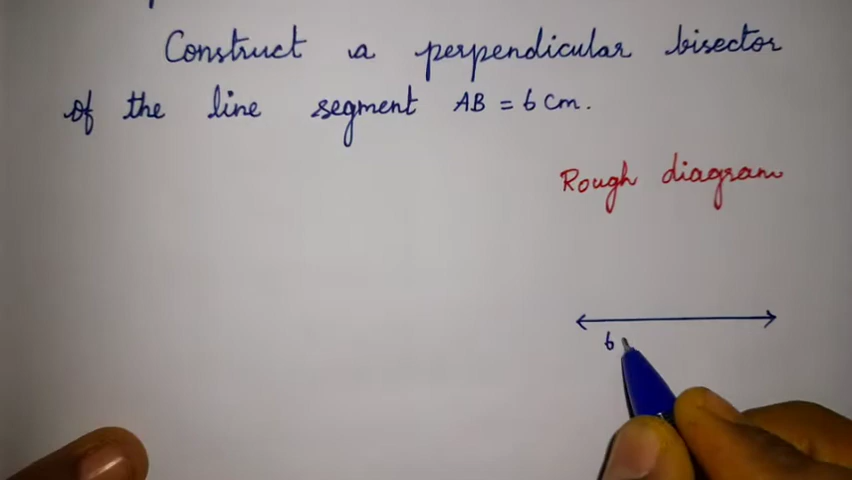 Construct a perpendicular bisector
of the line segment AB = 6 cm.
Rough diagram
6